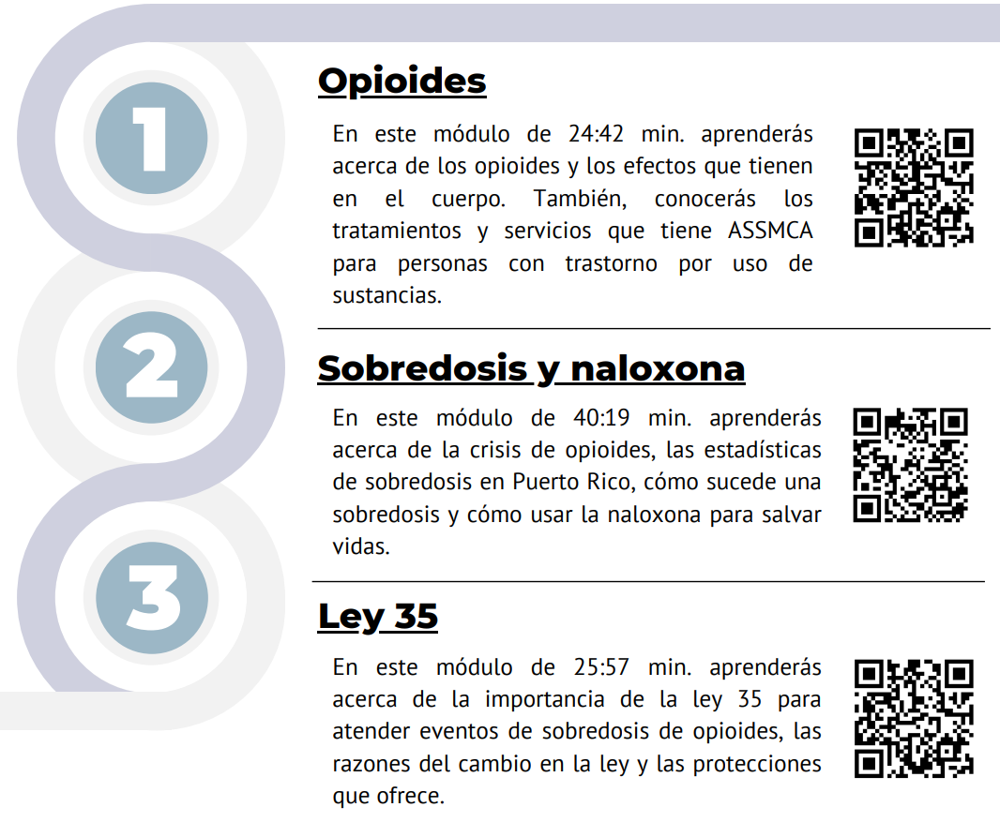 1
Opioides
En este módulo de 24:42 min. aprenderás
acerca de los opioides y los efectos que tienen
en el cuerpo. También, conocerás los
tratamientos y servicios que tiene ASSMCA
para personas con trastorno por uso de
sustancias.
2
Sobredosis y naloxona
En este módulo de 40:19 min. aprenderás
acerca de la crisis de opioides, las estadísticas
de sobredosis en Puerto Rico, cómo sucede una
sobredosis y cómo usar la naloxona para salvar
vidas.
3
Ley 35
En este módulo de 25:57 min. aprenderás
acerca de la importancia de la ley 35 para
atender eventos de sobredosis de opioides, las
razones del cambio en la ley y las protecciones
que ofrece.